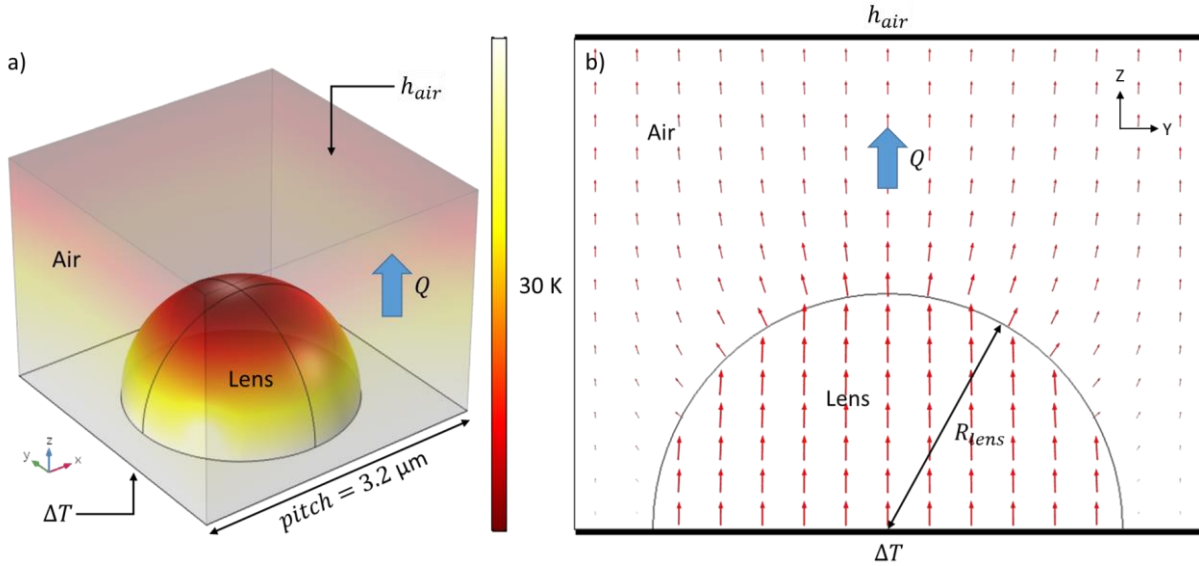 a)
h_air
Air
Q
Lens
30 K
pitch = 3.2 μm
ΔT
z
y
x
h_air
b)
Z
Y
Air
Q
Lens
R_lens
ΔT